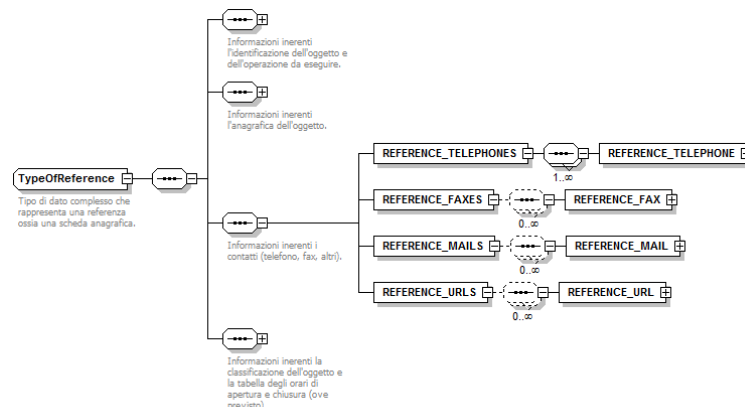 Informazioni inerenti
l'identificazione dell'oggetto e
dell'operazione da eseguire.
Informazioni inerenti
l'anagrafica dell'oggetto.
TypeOfReference
Tipo di dato complesso che
rappresenta una referenza
ossia una scheda anagrafica.
Informazioni inerenti i
contatti (telefono, fax, altri).
REFERENCE_TELEPHONES
1..∞
REFERENCE_TELEPHONE
REFERENCE_FAXES
0..∞
REFERENCE_FAX
REFERENCE_MAILS
0..∞
REFERENCE_MAIL
REFERENCE_URLS
0..∞
REFERENCE_URL
Informazioni inerenti la
classificazione dell'oggetto e
la tabella degli orari di
apertura e chiusura (ove
previsto)